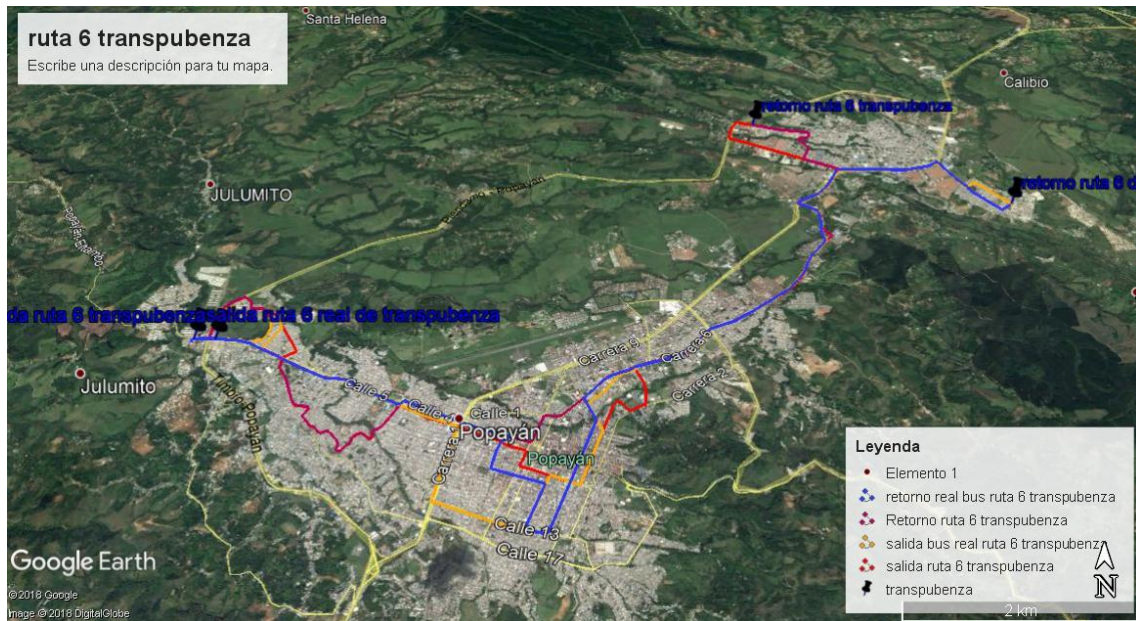 ruta 6 transpubenza
Escribe una descripción para tu mapa.
Santa Helena
Calibio
retorno ruta 6 transpubenza
retorno ruta 6 d
JULUMITO
da ruta 6 transpubenza
salida ruta 6 real de transpubenza
Julumito
Timbio-Popayán
Calle 5
Calle 4
Calle 1
Carrera 9
Carrera 6
Carrera 2
Popayán
Popayán
Calle 13
Calle 17
Leyenda
Elemento 1
retorno real bus ruta 6 transpubenza
Retorno ruta 6 transpubenza
salida bus real ruta 6 transpubenza
salida ruta 6 transpubenza
transpubenza
N
2 km
Google Earth
©2018 Google
Image © 2018 DigitalGlobe